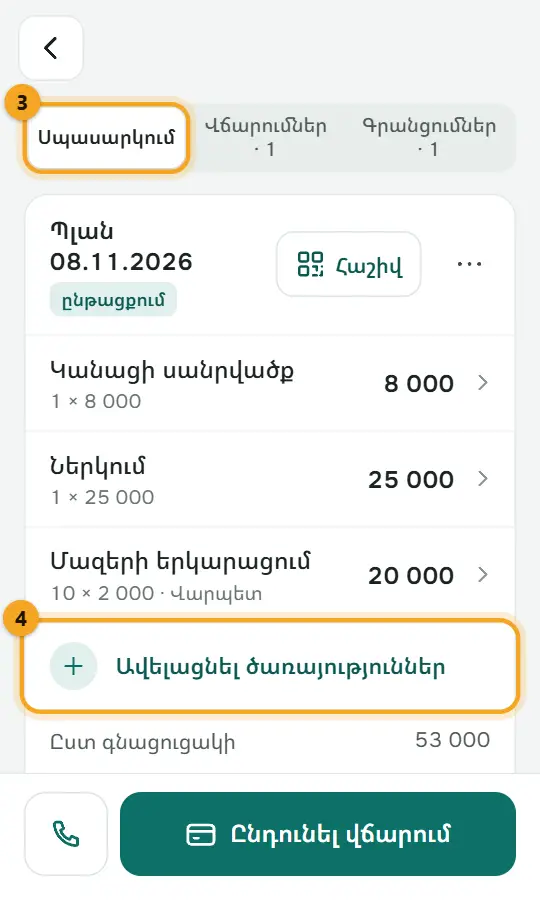 3
Սպասարկում
Վճարումներ
· 1
Գրանցումներ
· 1
Պլան
08.11.2026
ընթացքում
Հաշիվ
Կանացի սանրվածք
8 000
1 × 8 000
Ներկում
25 000
1 × 25 000
Մազերի երկարացում
20 000
10 × 2 000 · Վարպետ
4
Ավելացնել ծառայություններ
Ըստ գնացուցակի
53 000
Ընդունել վճարում